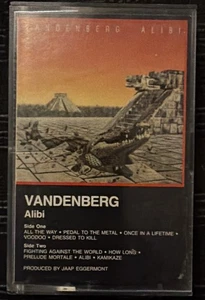 VANDENBERG ALIBI
VANDENBERG
Alibi
Side One
ALL THE WAY • PEDAL TO THE METAL • ONCE IN A LIFETIME •
VOODOO • DRESSED TO KILL
Side Two
FIGHTING AGAINST THE WORLD • HOW LONG •
PRELUDE MORTALE • ALIBI • KAMIKAZE
PRODUCED BY JAAP EGGERMONT